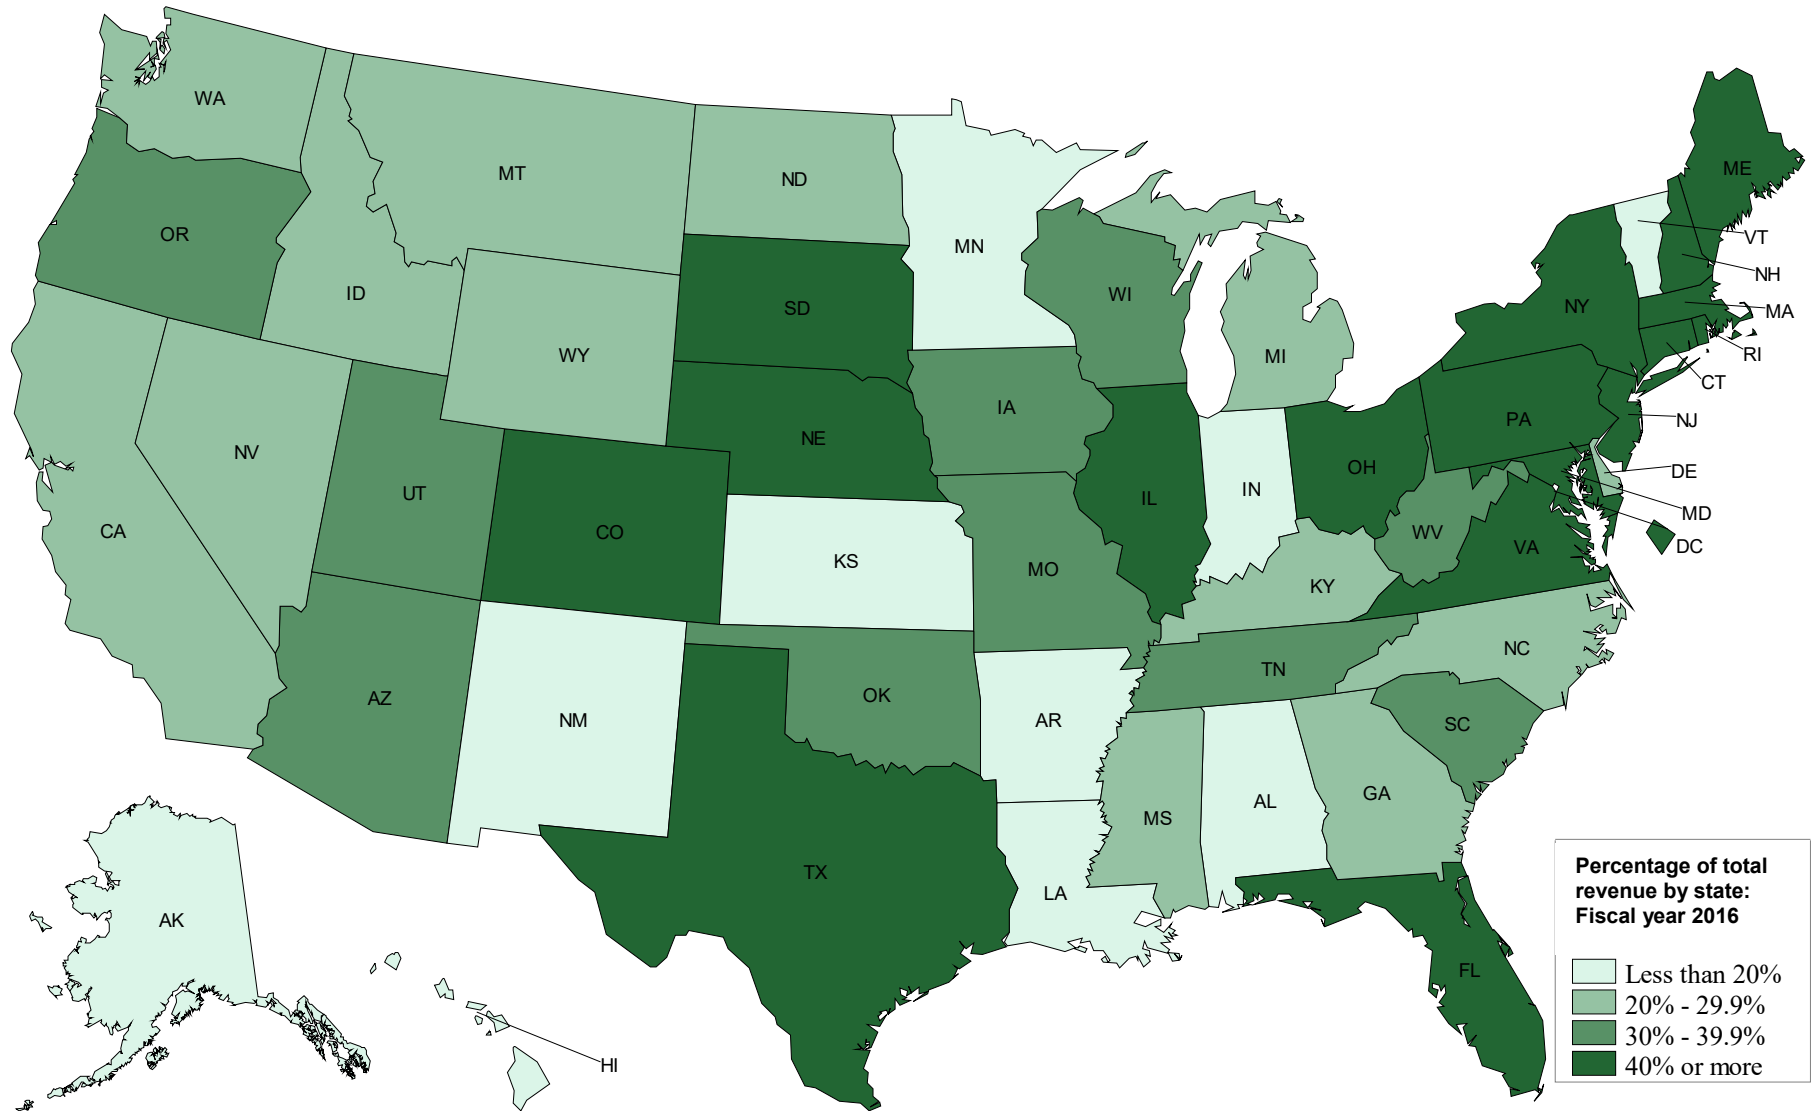 WA
MT
ND
ME
OR
MN
VT
ID
WI
NH
SD
NY
MA
WY
MI
RI
CT
IA
PA
NJ
NE
NV
OH
DE
UT
IL
IN
MD
CA
CO
WV
VA
DC
KS
MO
KY
NC
TN
AZ
OK
NM
AR
SC
GA
AL
MS
TX
LA
AK
FL
HI
Percentage of total
revenue by state:
Fiscal year 2016
Less than 20%
20% - 29.9%
30% - 39.9%
40% or more